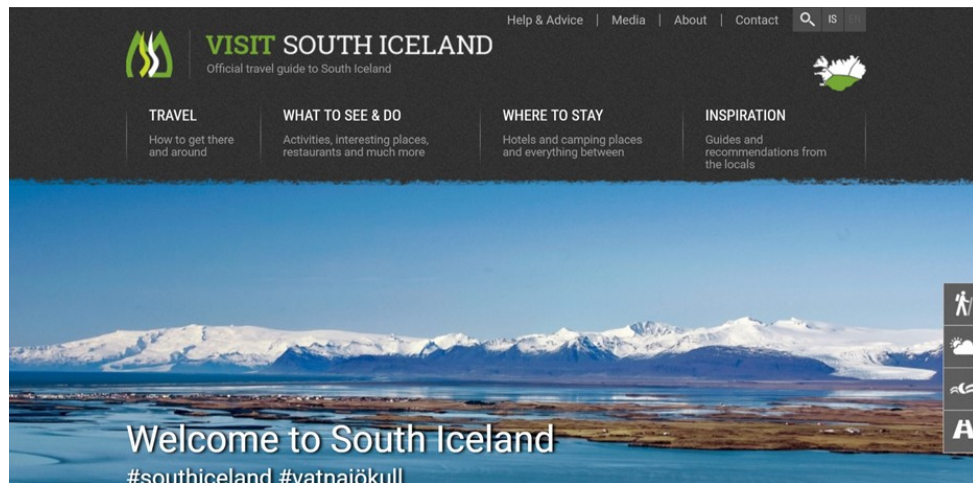 Help & Advice | Media | About | Contact IS EN
VISIT SOUTH ICELAND
Official travel guide to South Iceland
TRAVEL
How to get there
and around
WHAT TO SEE & DO
Activities, interesting places,
restaurants and much more
WHERE TO STAY
Hotels and camping places
and everything between
INSPIRATION
Guides and
recommendations from
the locals
Welcome to South Iceland
#southiceland #vatnajökull